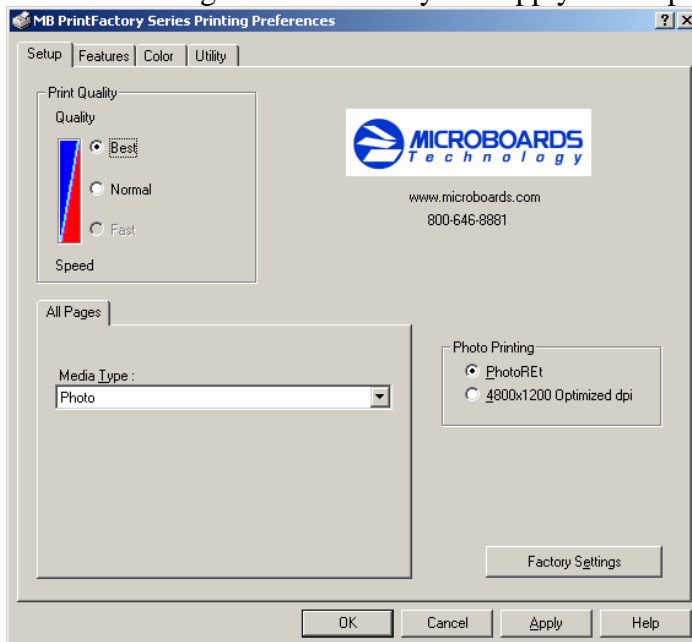 MB PrintFactory Series Printing Preferences
Setup Features Color Utility
Print Quality
Quality
Best
Normal
Fast
Speed
MICROBOARDS
Technology
www.microboards.com
800-646-8881
All Pages
Media Type :
Photo
Photo Printing
PhotoREt
4800x1200 Optimized dpi
Factory Settings
OK Cancel Apply Help